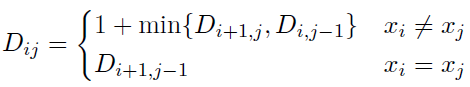 D_{ij} = \begin{cases} 1 + \min\{D_{i+1,j}, D_{i,j-1}\} & x_i \neq x_j \\ D_{i+1,j-1} & x_i = x_j \end{cases}